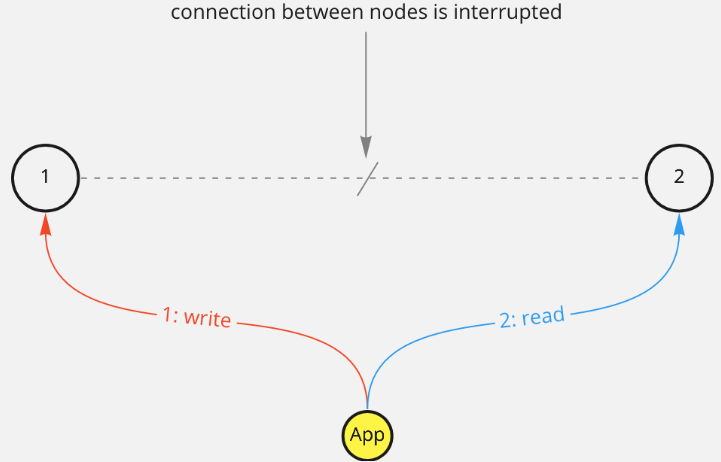 connection between nodes is interrupted
1
2
1: write
2: read
App